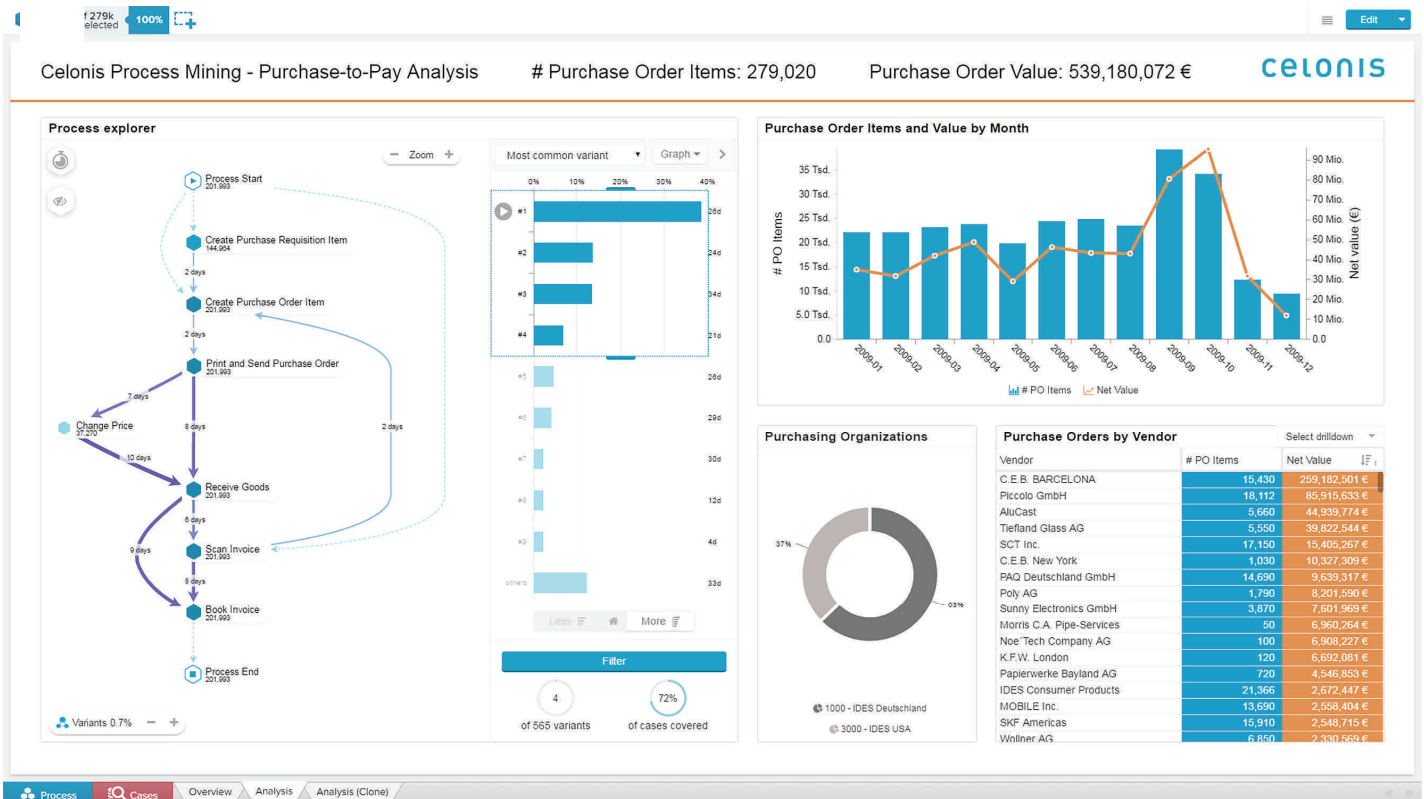 f 279k
elected
100%
Edit
Celonis Process Mining - Purchase-to-Pay Analysis
# Purchase Order Items: 279,020
Purchase Order Value: 539,180,072 €
celonis
Process explorer
Zoom
Process Start
201,993
Create Purchase Requisition Item
144,964
2 days
Create Purchase Order Item
201,993
2 days
Print and Send Purchase Order
201,993
7 days
Change Price
37,270
8 days
2 days
10 days
Receive Goods
201,993
6 days
9 days
Scan Invoice
201,993
8 days
Book Invoice
201,993
Process End
201,993
Variants 0.7%
Most common variant
Graph
0% 10% 20% 30% 40%
#1 26d
#2 24d
#3 34d
#4 21d
#5 26d
#6 29d
#7 30d
#8 12d
#9 4d
others 33d
Less
More
Filter
4
of 565 variants
72%
of cases covered
Purchase Order Items and Value by Month
# PO Items
35 Tsd.
30 Tsd.
25 Tsd.
20 Tsd.
15 Tsd.
10 Tsd.
5.0 Tsd.
0.0
90 Mio.
80 Mio.
70 Mio.
60 Mio.
50 Mio.
40 Mio.
30 Mio.
20 Mio.
10 Mio.
0.0
Net value (€)
2009-01 2009-02 2009-03 2009-04 2009-05 2009-06 2009-07 2009-08 2009-09 2009-10 2009-11 2009-12
# PO Items Net Value
Purchasing Organizations
37%
63%
1000 - IDES Deutschland
3000 - IDES USA
Purchase Orders by Vendor
Select drilldown
Vendor # PO Items Net Value 1
C.E.B. BARCELONA 15,430 259,182,501 €
Piccolo GmbH 18,112 85,915,633 €
AluCast 5,660 44,939,774 €
Tiefland Glass AG 5,550 39,822,544 €
SCT Inc. 17,150 15,405,267 €
C.E.B. New York 1,030 10,327,309 €
PAQ Deutschland GmbH 14,690 9,639,317 €
Poly AG 1,790 8,201,590 €
Sunny Electronics GmbH 3,870 7,601,969 €
Morris C.A. Pipe-Services 50 6,960,264 €
Noe´Tech Company AG 100 6,908,227 €
K.F.W. London 120 6,692,081 €
Papierwerke Bayland AG 720 4,546,853 €
IDES Consumer Products 21,366 2,672,447 €
MOBILE Inc. 13,690 2,558,404 €
SKF Americas 15,910 2,548,715 €
Wollner AG 6,850 2,330,569 €
Process
Cases
Overview
Analysis
Analysis (Clone)